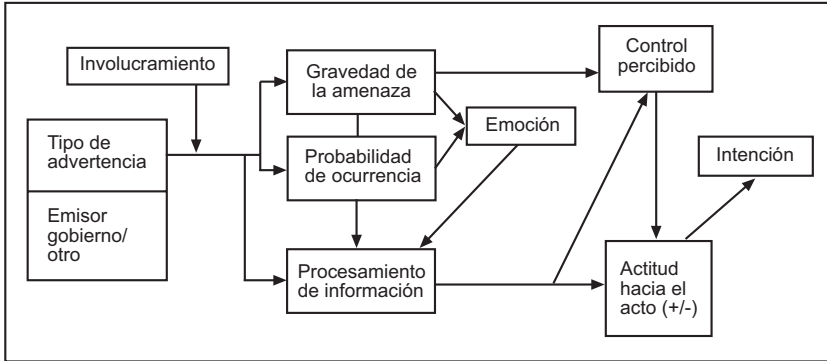 Involucramiento
Gravedad de
la amenaza
Control
percibido
Tipo de
advertencia
Emoción
Probabilidad
de ocurrencia
Intención
Emisor
gobierno/
otro
Procesamiento
de información
Actitud
hacia el
acto (+/-)